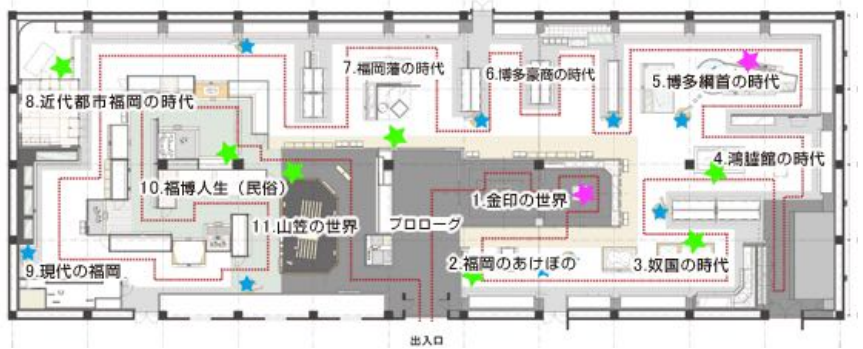 7.福岡藩の時代
6.博多豪商の時代
5.博多綱首の時代
8.近代都市福岡の時代
4.鴻臚館の時代
10.福博人生（民俗）
1.金印の世界
11.山笠の世界
プロローグ
2.福岡のあけぼの
3.奴国の時代
9.現代の福岡
出入口